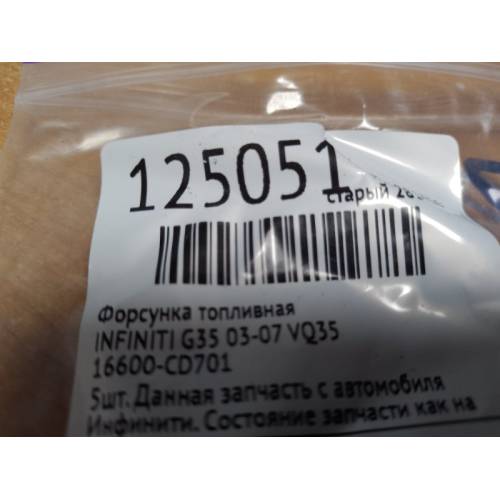 125051
старый
Форсунка топливная
INFINITI G35 03-07 VQ35
16600-CD701
5шт. Данная запчасть с автомобиля
Инфинити. Состояние запчасти как на